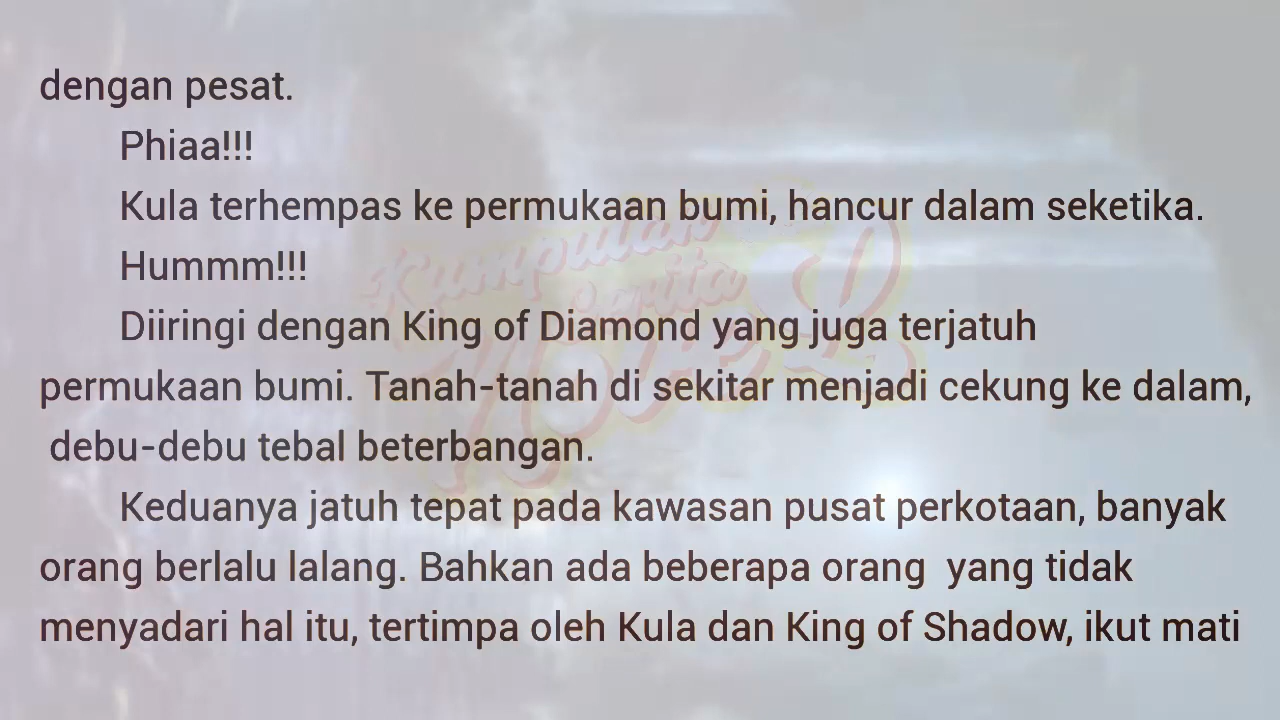 dengan pesat.
Phiaa!!!
Kula terhempas ke permukaan bumi, hancur dalam seketika.
Hummm!!!
Diiringi dengan King of Diamond yang juga terjatuh
permukaan bumi. Tanah-tanah di sekitar menjadi cekung ke dalam,
debu-debu tebal beterbangan.
Keduanya jatuh tepat pada kawasan pusat perkotaan, banyak
orang berlalu lalang. Bahkan ada beberapa orang  yang tidak
menyadari hal itu, tertimpa oleh Kula dan King of Shadow, ikut mati
Kumpulan
Cerita
Novel